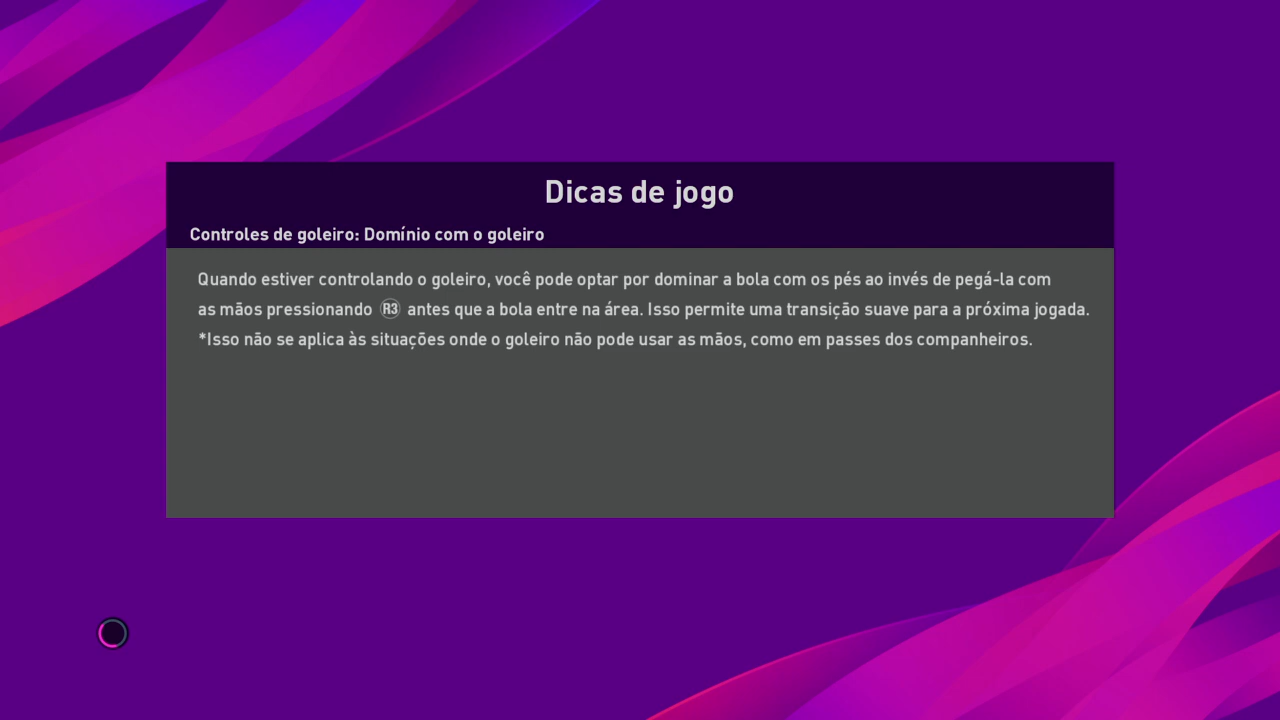 Dicas de jogo
Controles de goleiro: Domínio com o goleiro
Quando estiver controlando o goleiro, você pode optar por dominar a bola com os pés ao invés de pegá-la com
as mãos pressionando R3 antes que a bola entre na área. Isso permite uma transição suave para a próxima jogada.
*Isso não se aplica às situações onde o goleiro não pode usar as mãos, como em passes dos companheiros.